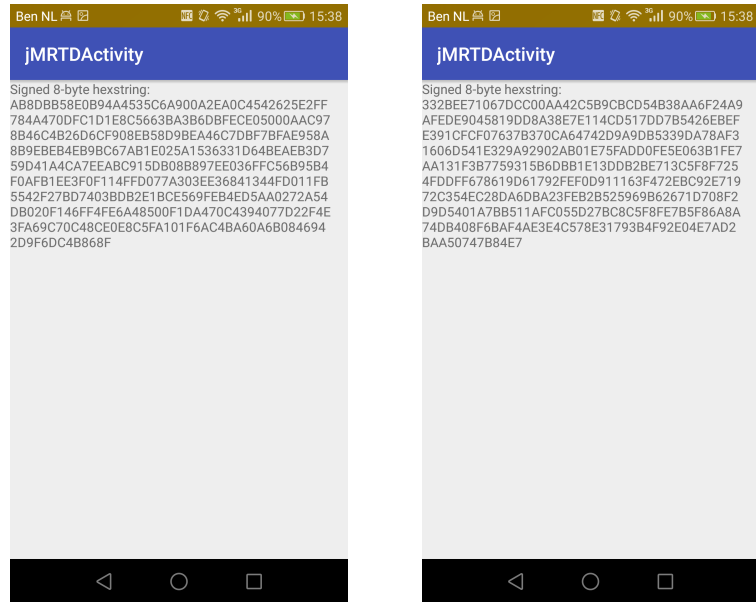 Ben NL 3G 90% 15:38
jMRTDActivity
Signed 8-byte hexstring:
AB8DBB58E0B94A4535C6A900A2EA0C4542625E2FF
784A470DFC1D1E8C5663BA3B6DBFECE05000AAC97
8B46C4B26D6CF908EB58D9BEA46C7DBF7BFAE958A
8B9EBEB4EB9BC67AB1E025A1536331D64BEAEB3D7
59D41A4CA7EEABC915DB08B897EE036FFC56B95B4
F0AFB1EE3F0F114FFD077A303EE36841344FD011FB
5542F27BD7403BDB2E1BCE569FEB4ED5AA0272A54
DB020F146FF4FE6A48500F1DA470C4394077D22F4E
3FA69C70C48CE0E8C5FA101F6AC4BA60A6B084694
2D9F6DC4B868F
Ben NL 3G 90% 15:38
jMRTDActivity
Signed 8-byte hexstring:
332BEE71067DCC00AA42C5B9CBCD54B38AA6F24A9
AFEDE9045819DD8A38E7E114CD517DD7B5426EBEF
E391CFCF07637B370CA64742D9A9DB5339DA78AF3
1606D541E329A92902AB01E75FADD0FE5E063B1FE7
AA131F3B7759315B6DBB1E13DDB2BE713C5F8F725
4FDDFF678619D61792FEF0D911163F472EBC92E719
72C354EC28DA6DBA23FEB2B525969B62671D708F2
D9D5401A7BB511AFC055D27BC8C5F8FE7B5F86A8A
74DB408F6BAF4AE3E4C578E31793B4F92E04E7AD2
BAA50747B84E7